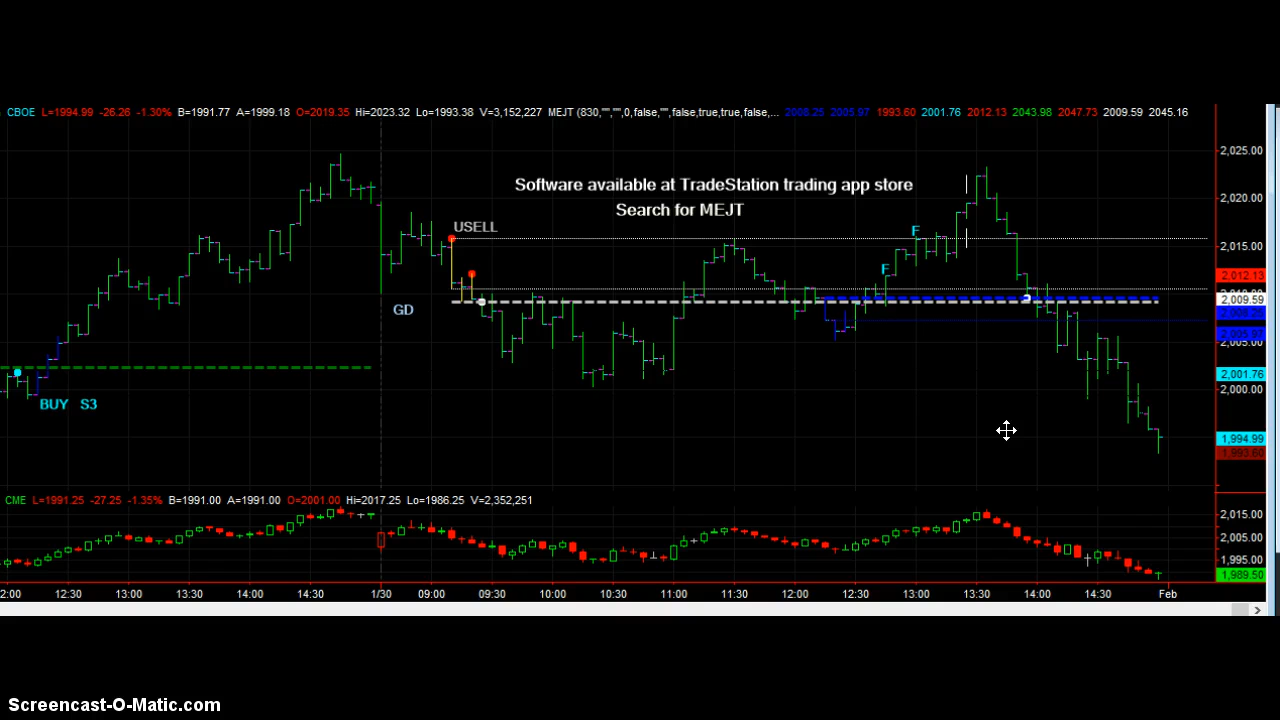 CBOE L=1994.99 -26.26 -1.30% B=1991.77 A=1999.18 O=2019.35 Hi=2023.32 Lo=1993.38 V=3,152,227 MEJT (830,"","",0,false,"",false,true,true,false,... 2008.25 2005.97 1993.60 2001.76 2012.13 2043.98 2047.73 2009.59 2045.16
2,025.00
Software available at TradeStation trading app store
2,020.00
Search for MEJT
USELL
F
2,015.00
F
2,012.13
2,009.59
GD
2,008.25
2,005.97
2,005.00
2,001.76
2,000.00
BUY S3
1,994.99
1,993.60
CME L=1991.25 -27.25 -1.35% B=1991.00 A=1991.00 O=2001.00 Hi=2017.25 Lo=1986.25 V=2,352,251
2,015.00
2,005.00
1,995.00
1,989.50
2:00 12:30 13:00 13:30 14:00 14:30 1/30 09:00 09:30 10:00 10:30 11:00 11:30 12:00 12:30 13:00 13:30 14:00 14:30 Feb
Screencast-O-Matic.com